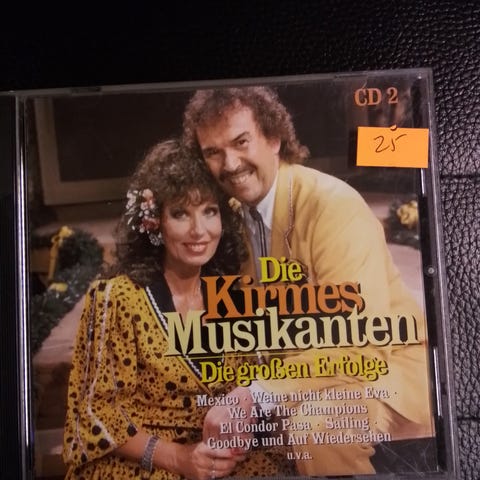 CD 2
25
Die
Kirmes
Musikanten
Die großen Erfolge
Mexico · Weine nicht kleine Eva ·
We Are The Champions
El Condor Pasa · Sailing ·
Goodbye und Auf Wiedersehen
u.v.a.